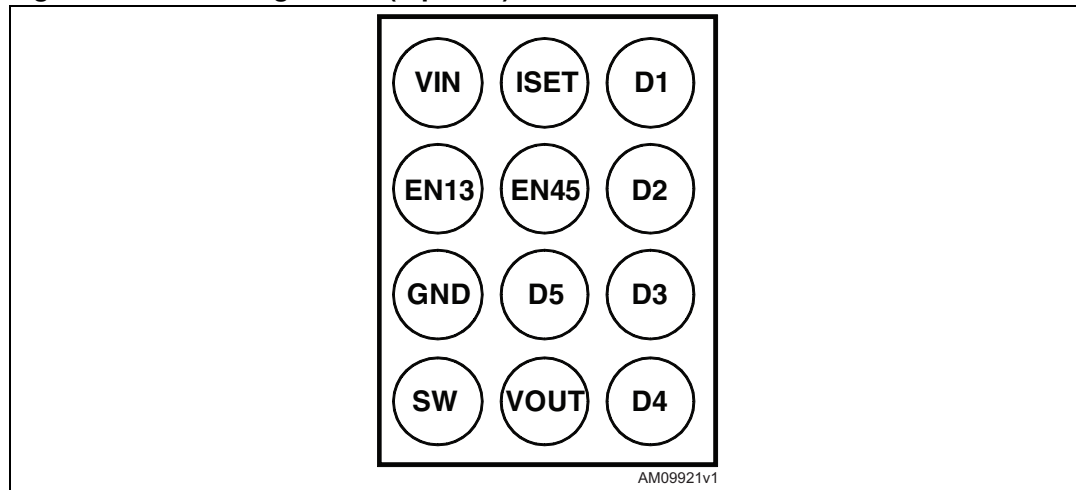 VIN ISET D1
EN13 EN45 D2
GND D5 D3
SW VOUT D4
AM09921v1